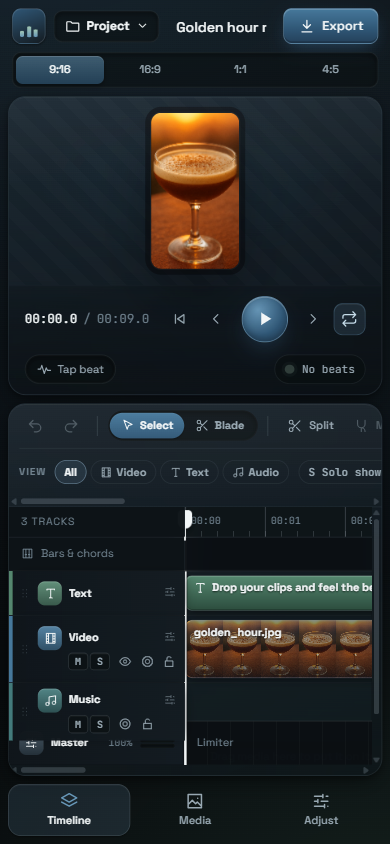 Project
Golden hour r
Export
9:16 16:9 1:1 4:5
00:00.0 / 00:09.0
Tap beat
No beats
Select
Blade
Split
M
VIEW
All
Video
Text
Audio
S Solo show
3 TRACKS
00:00 00:01 00:0
Bars & chords
Text
T Drop your clips and feel the be
Video
M S
golden_hour.jpg
Music
M S
Master 100%
Limiter
Timeline
Media
Adjust